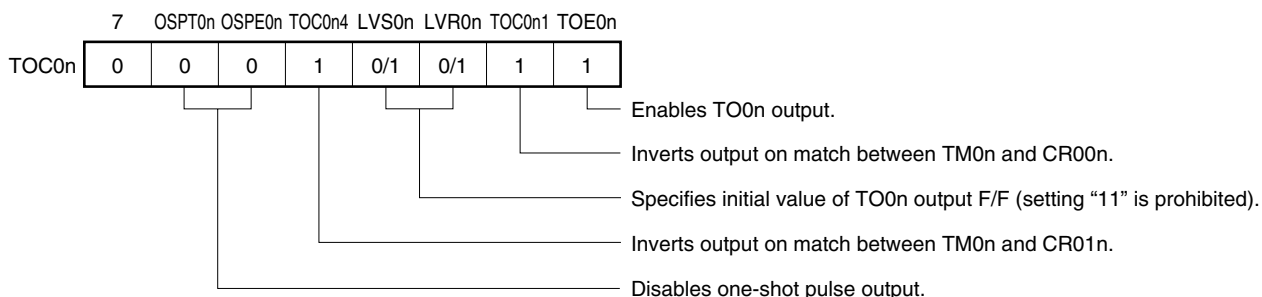 7 OSPT0n OSPE0n TOC0n4 LVS0n LVR0n TOC0n1 TOE0n
TOC0n 0 0 0 1 0/1 0/1 1 1
Enables TO0n output.
Inverts output on match between TM0n and CR00n.
Specifies initial value of TO0n output F/F (setting “11” is prohibited).
Inverts output on match between TM0n and CR01n.
Disables one-shot pulse output.